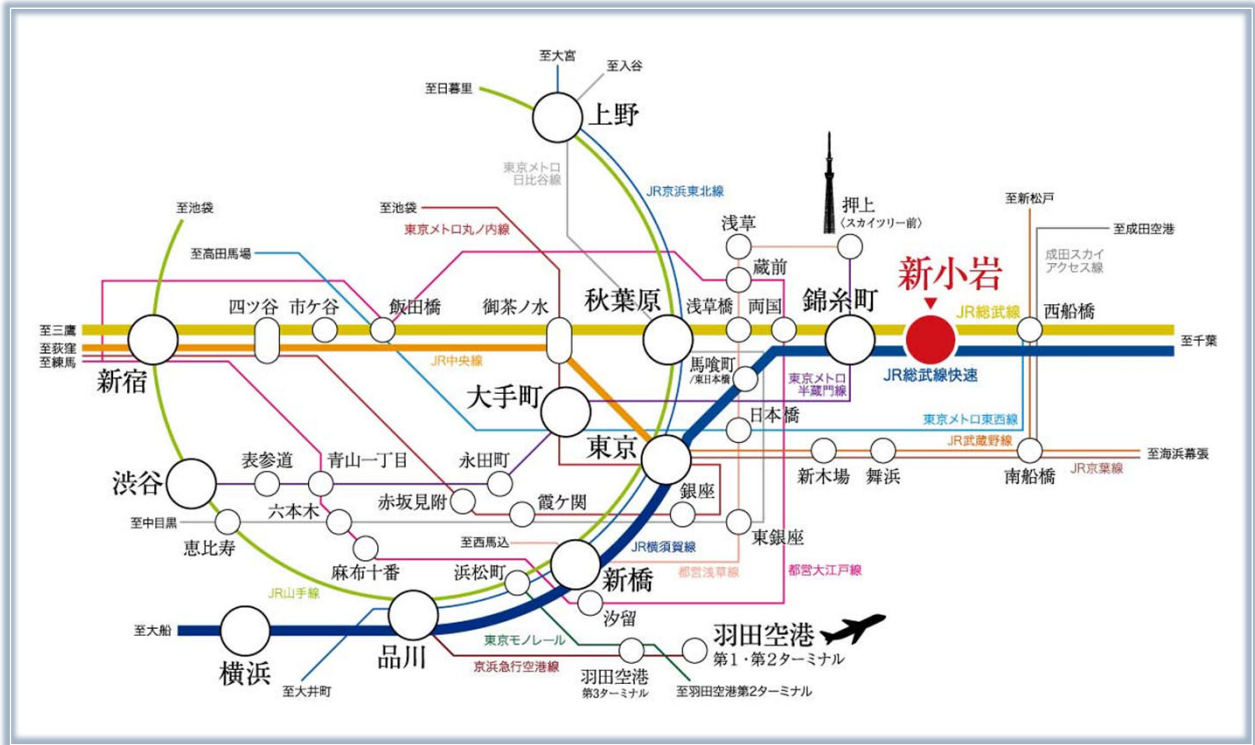 至大宮
至入谷
至日暮里
上野
東京メトロ
日比谷線
JR京浜東北線
至池袋
至池袋
東京メトロ丸ノ内線
浅草
押上
〈スカイツリー前〉
至新松戸
至成田空港
至高田馬場
蔵前
成田スカイ
アクセス線
新小岩
四ツ谷
市ケ谷
飯田橋
御茶ノ水
秋葉原
浅草橋
両国
錦糸町
JR総武線
西船橋
至三鷹
至荻窪
至練馬
JR中央線
至千葉
新宿
大手町
馬喰町
/東日本橋
東京メトロ
半蔵門線
JR総武線快速
日本橋
東京メトロ東西線
東京
JR武蔵野線
渋谷
表参道
青山一丁目
永田町
新木場
舞浜
南船橋
JR京葉線
至海浜幕張
赤坂見附
霞ケ関
銀座
六本木
至中目黒
恵比寿
東銀座
至西馬込
JR横須賀線
麻布十番
浜松町
新橋
都営浅草線
都営大江戸線
JR山手線
汐留
至大船
横浜
品川
東京モノレール
羽田空港
第1・第2ターミナル
京浜急行空港線
羽田空港
第3ターミナル
至大井町
至羽田空港第2ターミナル